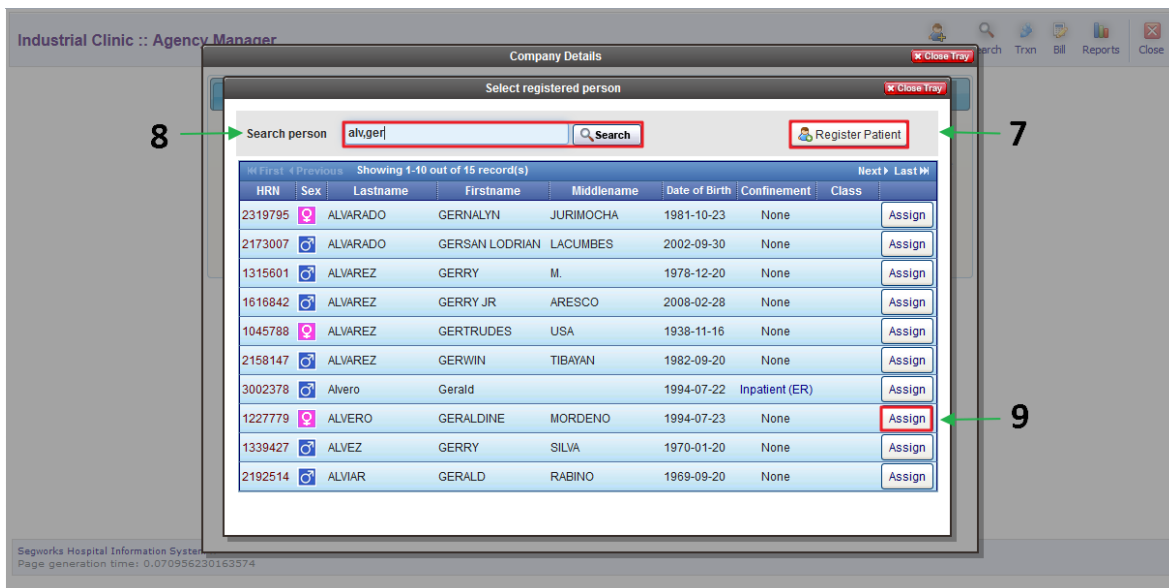 Industrial Clinic :: Agency Manager
Search Trxn Bill Reports Close
Company Details
Close Tray
Select registered person
Close Tray
8
Search person alv,ger Search Register Patient
7
First Previous Showing 1-10 out of 15 record(s) Next Last
HRN Sex Lastname Firstname Middlename Date of Birth Confinement Class
2319795 ALVARADO GERNALYN JURIMOCHA 1981-10-23 None Assign
2173007 ALVARADO GERSAN LODRIAN LACUMBES 2002-09-30 None Assign
1315601 ALVAREZ GERRY M. 1978-12-20 None Assign
1616842 ALVAREZ GERRY JR ARESCO 2008-02-28 None Assign
1045788 ALVAREZ GERTRUDES USA 1938-11-16 None Assign
2158147 ALVAREZ GERWIN TIBAYAN 1982-09-20 None Assign
3002378 Alvero Gerald 1994-07-22 Inpatient (ER) Assign
1227779 ALVERO GERALDINE MORDENO 1994-07-23 None Assign
9
1339427 ALVEZ GERRY SILVA 1970-01-20 None Assign
2192514 ALVIAR GERALD RABINO 1969-09-20 None Assign
Segworks Hospital Information System
Page generation time: 0.070956230163574